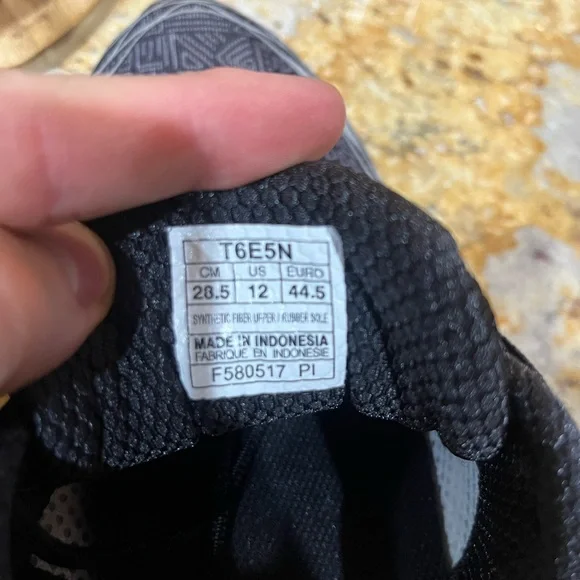 T6E5N
CM US EURO
28.5 12 44.5
SYNTHETIC FIBER UPPER / RUBBER SOLE
MADE IN INDONESIA
FABRIQUE EN INDONESIE
F580517 PI